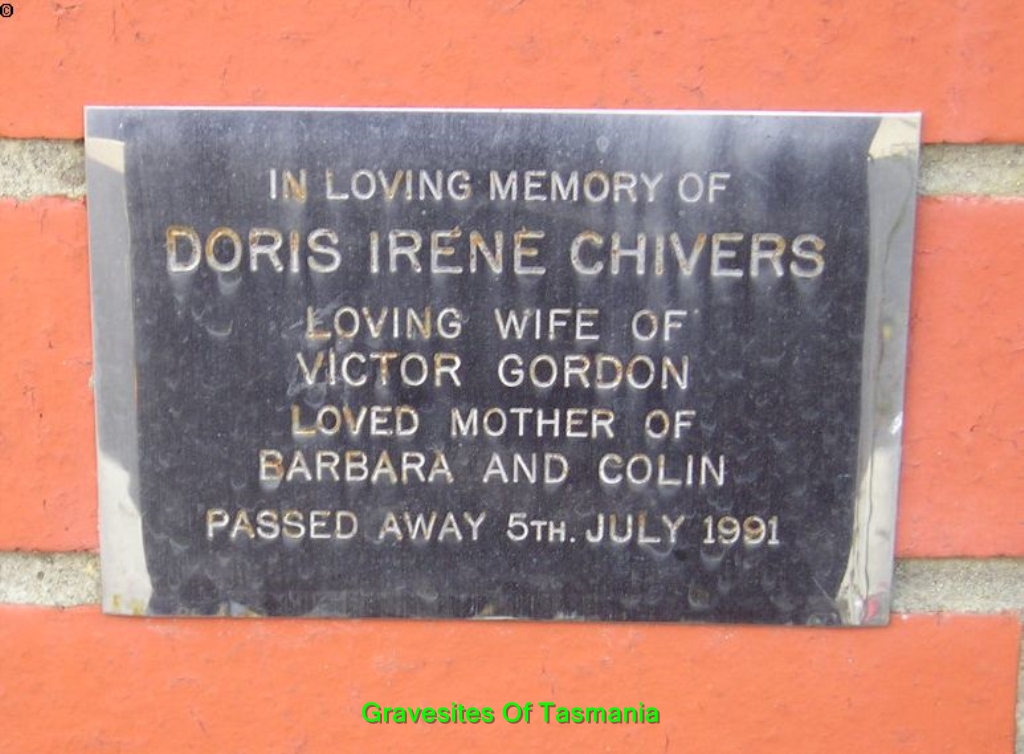 ©
IN LOVING MEMORY OF
DORIS IRENE CHIVERS
LOVING WIFE OF
VICTOR GORDON
LOVED MOTHER OF
BARBARA AND COLIN
PASSED AWAY 5TH. JULY 1991
Gravesites Of Tasmania